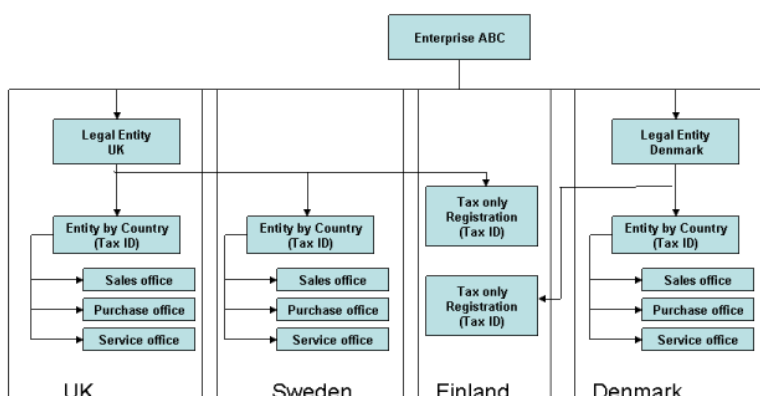 Enterprise ABC
Legal Entity
UK
Legal Entity
Denmark
Tax only
Registration
(Tax ID)
Entity by Country
(Tax ID)
Entity by Country
(Tax ID)
Entity by Country
(Tax ID)
Sales office
Sales office
Tax only
Registration
(Tax ID)
Sales office
Purchase office
Purchase office
Purchase office
Service office
Service office
Service office
UK
Sweden
Finland
Denmark